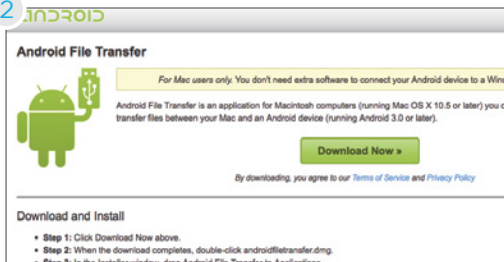 2
ANDROID
Android File Transfer
For Mac users only. You don't need extra software to connect your Android device to a
Android File Transfer is an application for Macintosh computers (running Mac OS X 10.5 or later) you
transfer files between your Mac and an Android device (running Android 3.0 or later).
Download Now »
By downloading, you agree to our Terms of Service and Privacy Policy
Download and Install
• Step 1: Click Download Now above.
• Step 2: When the download completes, double-click androidfiletransfer.dmg.